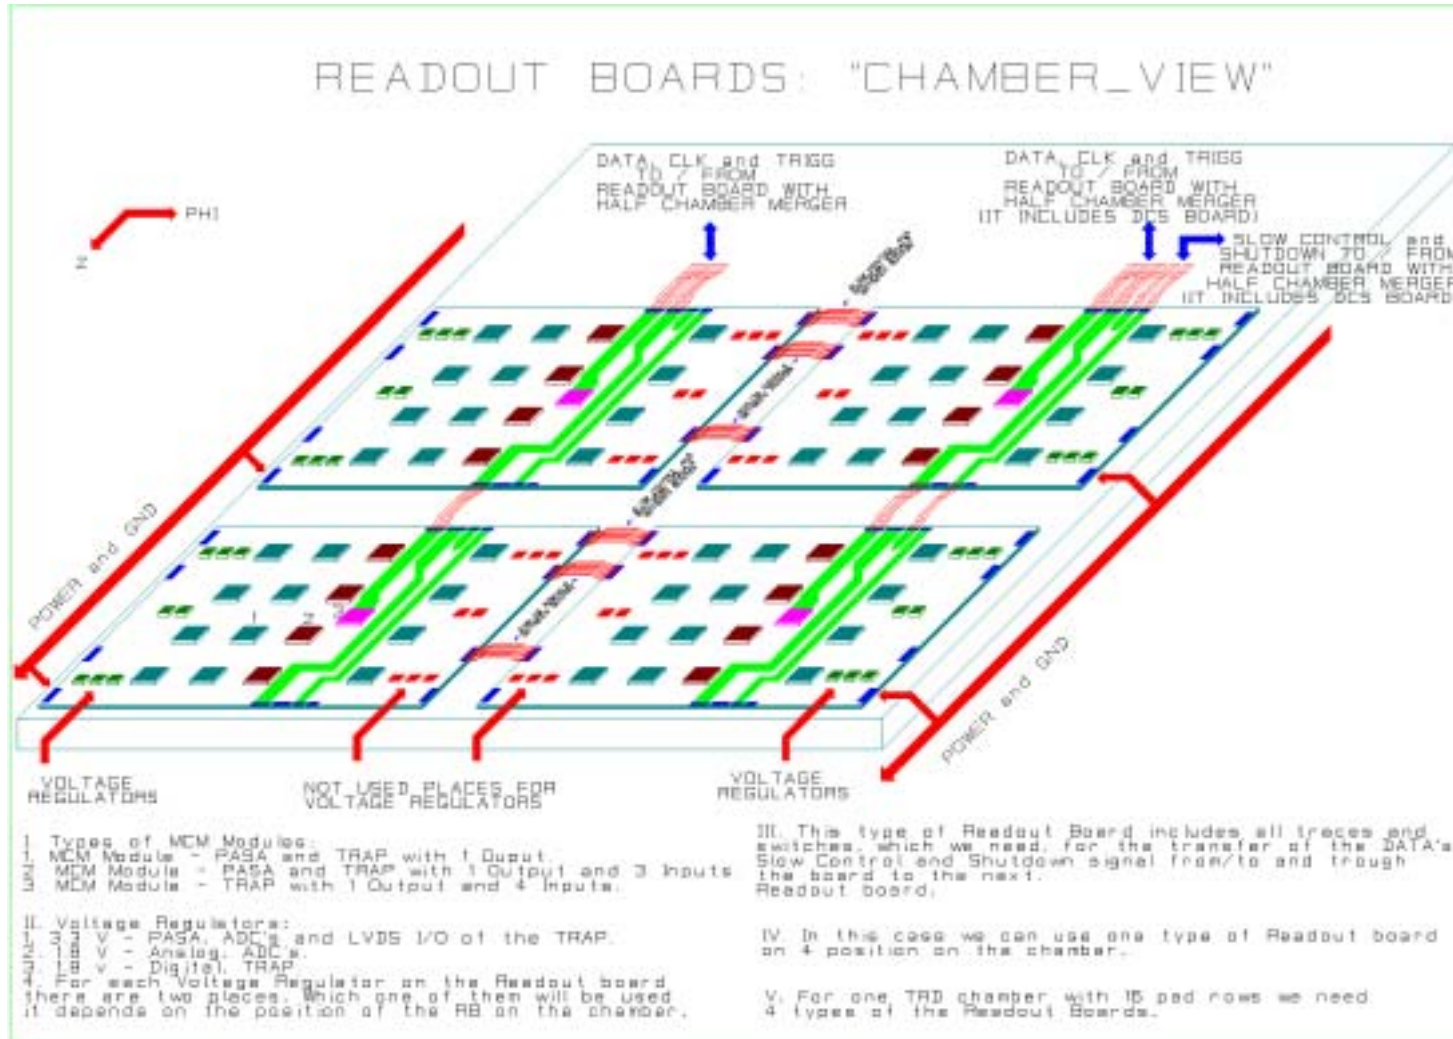 READOUT BOARDS: "CHAMBER_VIEW"
DATA, CLK and TRIGG
TO / FROM
READOUT BOARD WITH
HALF CHAMBER MERGER
DATA, CLK and TRIGG
TO / FROM
READOUT BOARD WITH
HALF CHAMBER MERGER
(IT INCLUDES DCS BOARD)
SLOW CONTROL and
SHUTDOWN TO / FROM
READOUT BOARD WITH
HALF CHAMBER MERGER
(IT INCLUDES DCS BOARD
PHI
Z
POWER and GND
1
2
3
POWER and GND
VOLTAGE
REGULATORS
NOT USED PLACES FOR
VOLTAGE REGULATORS
VOLTAGE
REGULATORS
I. Types of MCM Modules:
1. MCM Module - PASA and TRAP with 1 Ouput.
2. MCM Module - PASA and TRAP with 1 Output and 3 Inputs
3. MCM Module - TRAP with 1 Output and 4 Inputs.
II. Voltage Regulators:
1. 3.3 V - PASA, ADC's and LVDS I/O of the TRAP.
2. 1.8 V - Analog, ADC's.
3. 1.8 v - Digital, TRAP
4. For each Voltage Regulator on the Readout board
there are two places. Which one of them will be used
it depends on the position of the RB on the chamber.
III. This type of Readout Board includes all traces and
switches, which we need, for the transfer of the DATA's
Slow Control and Shutdown signal from/to and trough
the board to the next.
Readout board.
IV. In this case we can use one type of Readout board
on 4 position on the chamber.
V. For one TRD chamber with 16 pad rows we need
4 types of the Readout Boards.